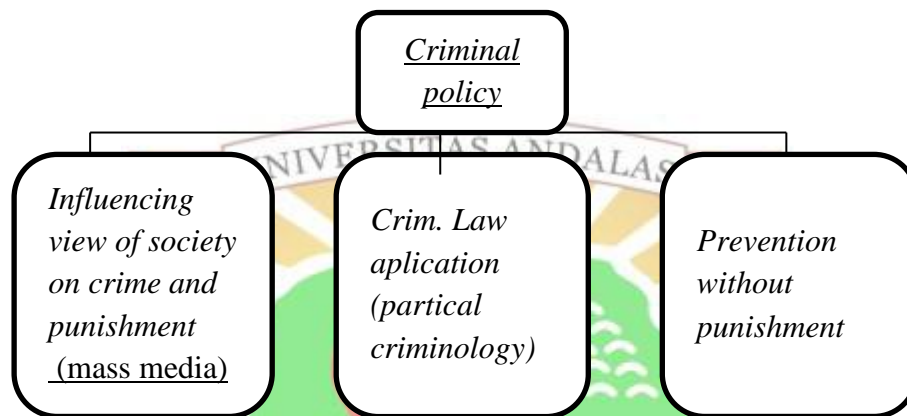 Criminal
policy
UNIVERSITAS ANDALAS
Influencing
view of society
on crime and
punishment
(mass media)
Crim. Law
aplication
(partical
criminology)
Prevention
without
punishment